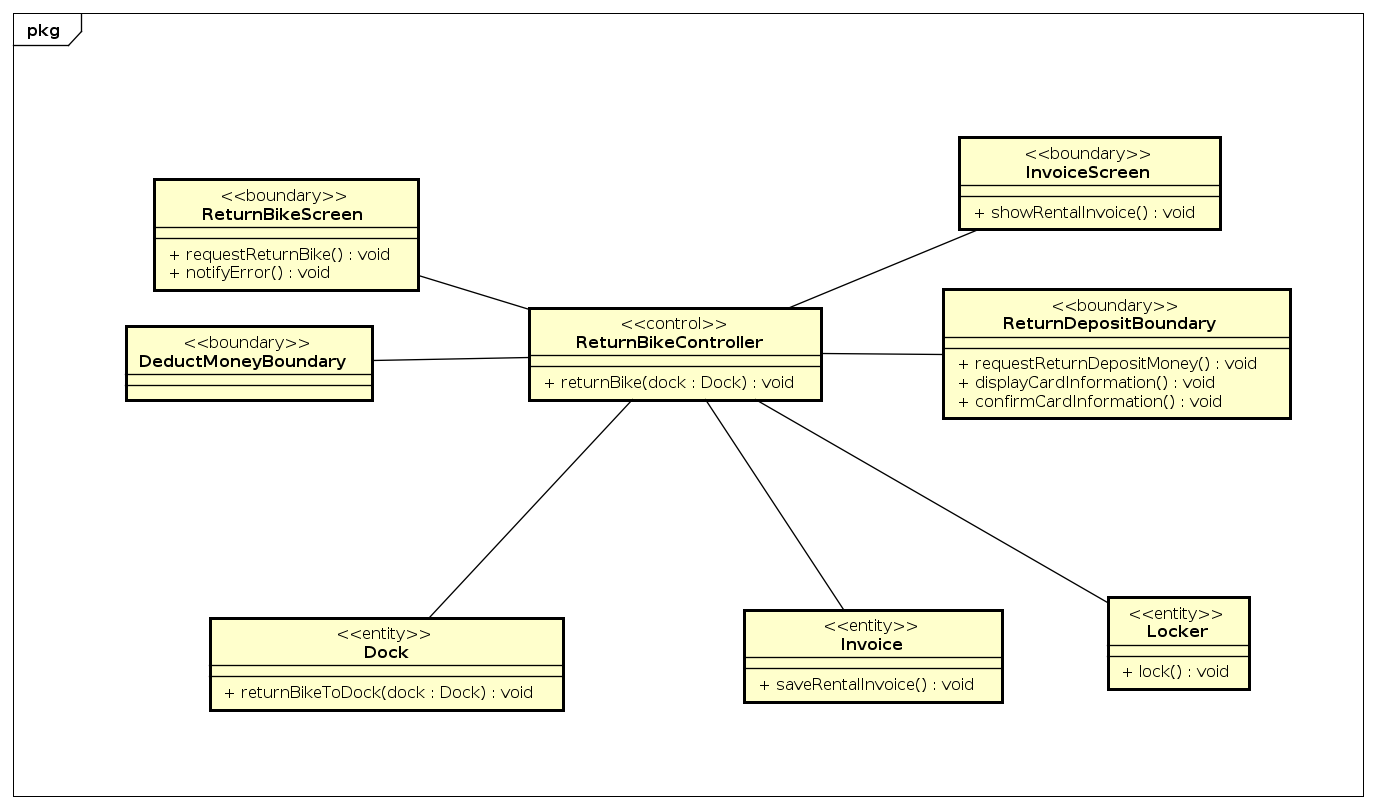 pkg
<<boundary>>
ReturnBikeScreen
+ requestReturnBike() : void
+ notifyError() : void
<<boundary>>
InvoiceScreen
+ showRentalInvoice() : void
<<boundary>>
DeductMoneyBoundary
<<control>>
ReturnBikeController
+ returnBike(dock : Dock) : void
<<boundary>>
ReturnDepositBoundary
+ requestReturnDepositMoney() : void
+ displayCardInformation() : void
+ confirmCardInformation() : void
<<entity>>
Dock
+ returnBikeToDock(dock : Dock) : void
<<entity>>
Invoice
+ saveRentalInvoice() : void
<<entity>>
Locker
+ lock() : void